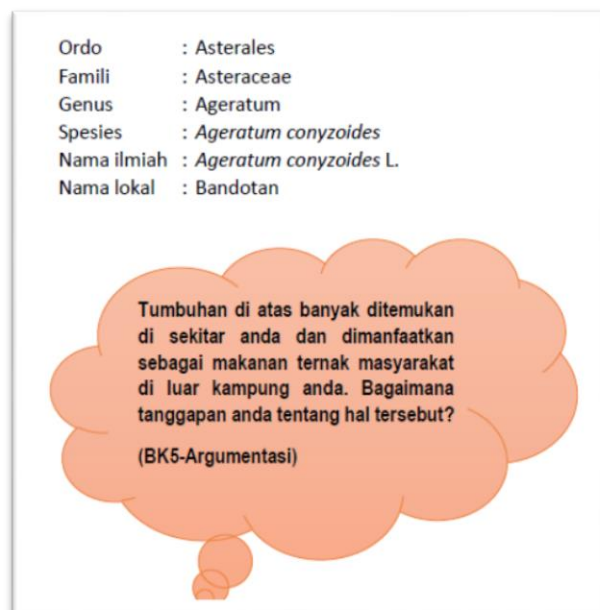 Ordo : Asterales
Famili : Asteraceae
Genus : Ageratum
Spesies : Ageratum conyzoides
Nama ilmiah : Ageratum conyzoides L.
Nama lokal : Bandotan
Tumbuhan di atas banyak ditemukan
di sekitar anda dan dimanfaatkan
sebagai makanan ternak masyarakat
di luar kampung anda. Bagaimana
tanggapan anda tentang hal tersebut?
(BK5-Argumentasi)